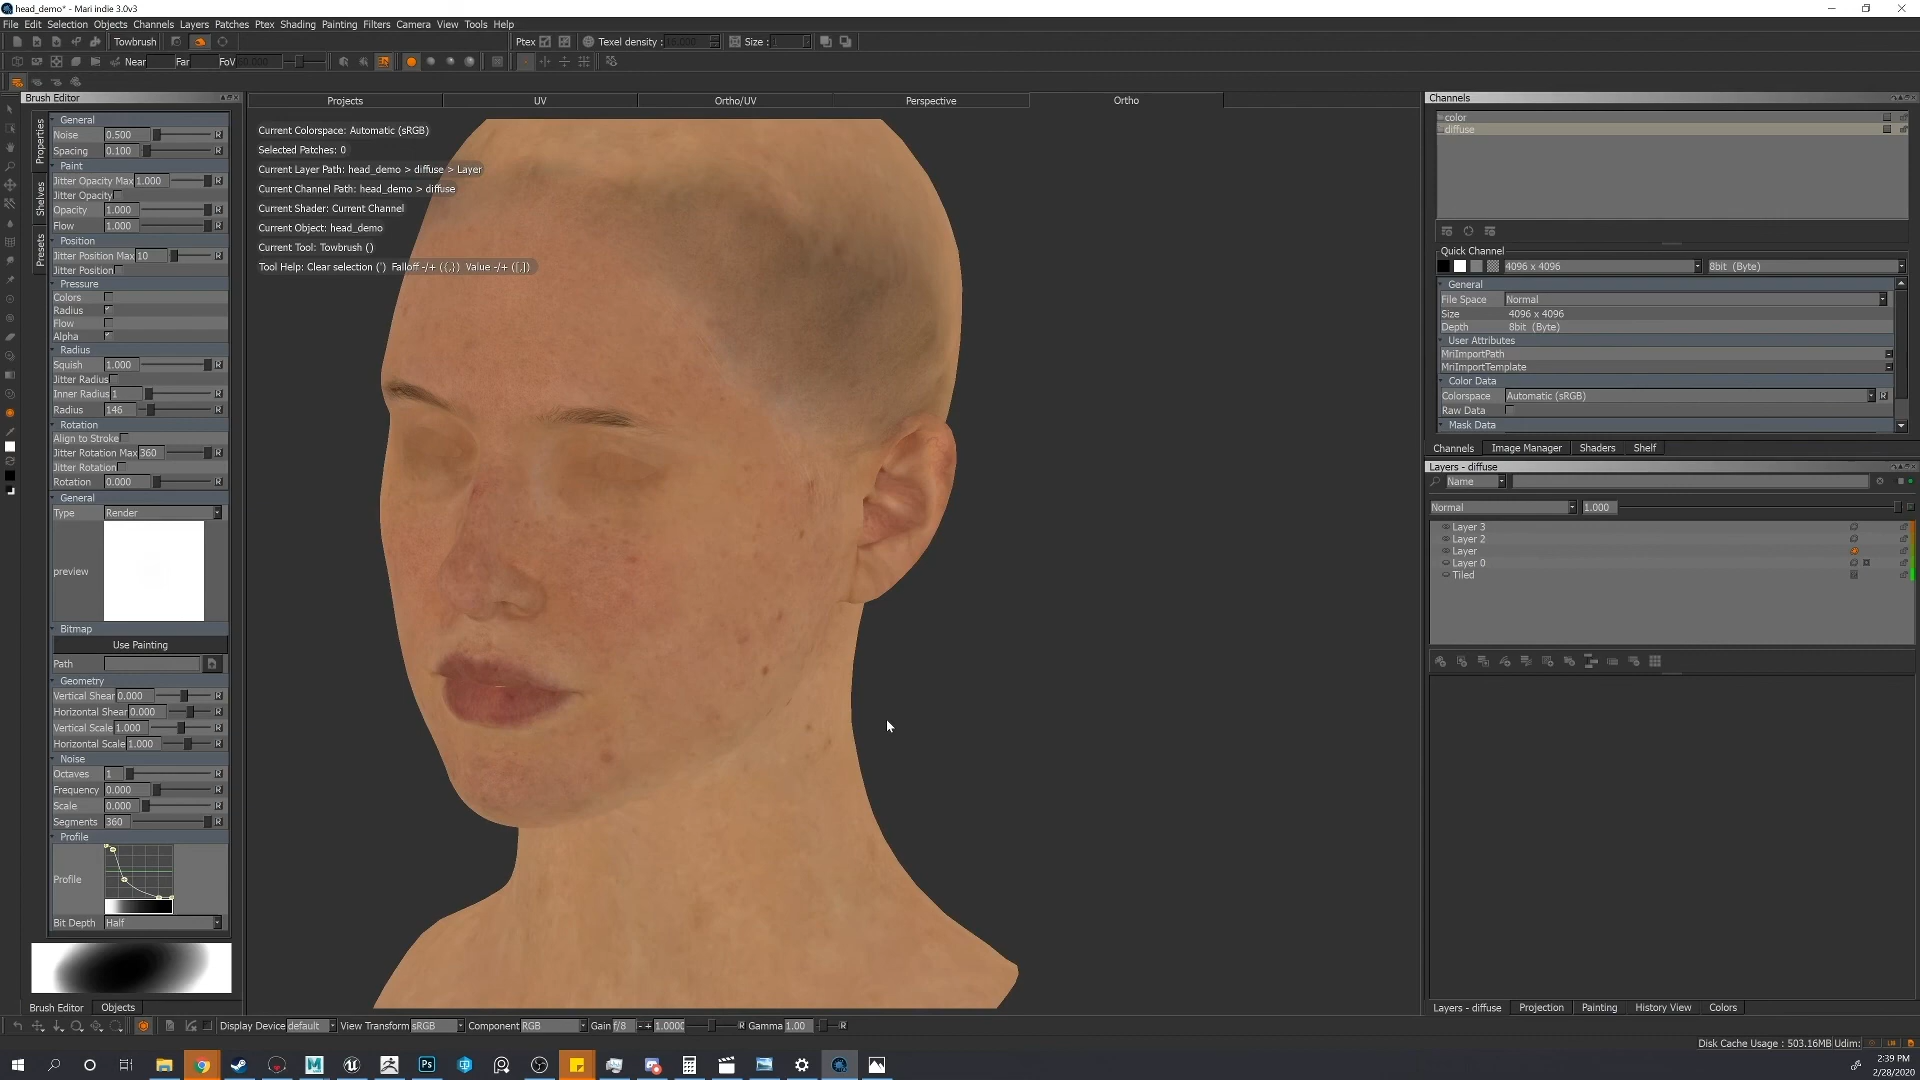 head_demo* - Mari indie 3.0v3
File Edit Selection Objects Channels Layers Patches Ptex Shading Painting Filters Camera View Tools Help
Towbrush Ptex Texel density : Size :
Near Far FoV
Brush Editor
Projects UV Ortho/UV Perspective Ortho
Properties
Shelves
Presets
General
Noise 0.500 R
Spacing 0.100 R
Paint
Jitter Opacity Max 1.000 R
Jitter Opacity
Opacity 1.000 R
Flow 1.000 R
Position
Jitter Position Max 10 R
Jitter Position
Pressure
Colors
Radius
Flow
Alpha
Radius
Squish 1.000 R
Jitter Radius
Inner Radius 1 R
Radius 146 R
Rotation
Align to Stroke
Jitter Rotation Max 360 R
Jitter Rotation
Rotation 0.000 R
General
Type Render
preview
Bitmap
Use Painting
Path
Geometry
Vertical Shear 0.000 R
Horizontal Shear 0.000 R
Vertical Scale 1.000 R
Horizontal Scale 1.000 R
Noise
Octaves 1 R
Frequency 0.000 R
Scale 0.000 R
Segments 360 R
Profile
Profile
Bit Depth Half
Brush Editor Objects
Current Colorspace: Automatic (sRGB)
Selected Patches: 0
Current Layer Path: head_demo > diffuse > Layer
Current Channel Path: head_demo > diffuse
Current Shader: Current Channel
Current Object: head_demo
Current Tool: Towbrush ()
Tool Help: Clear selection (') Falloff -/+ ({,}) Value -/+ ([,])
Channels
color
diffuse
Quick Channel
4096 x 4096 8bit (Byte)
General
File Space Normal
Size 4096 x 4096
Depth 8bit (Byte)
User Attributes
MriImportPath
MriImportTemplate
Color Data
Colorspace Automatic (sRGB) R
Raw Data
Mask Data
Channels Image Manager Shaders Shelf
Layers - diffuse
Name
Normal 1.000
Layer 3
Layer 2
Layer
Layer 0
Tiled
Layers - diffuse Projection Painting History View Colors
Display Device default View Transform sRGB Component RGB Gain f/8 - + 1.000 R Gamma 1.00 R
Disk Cache Usage : 503.16MB Udim:
2:39 PM
2/28/2020